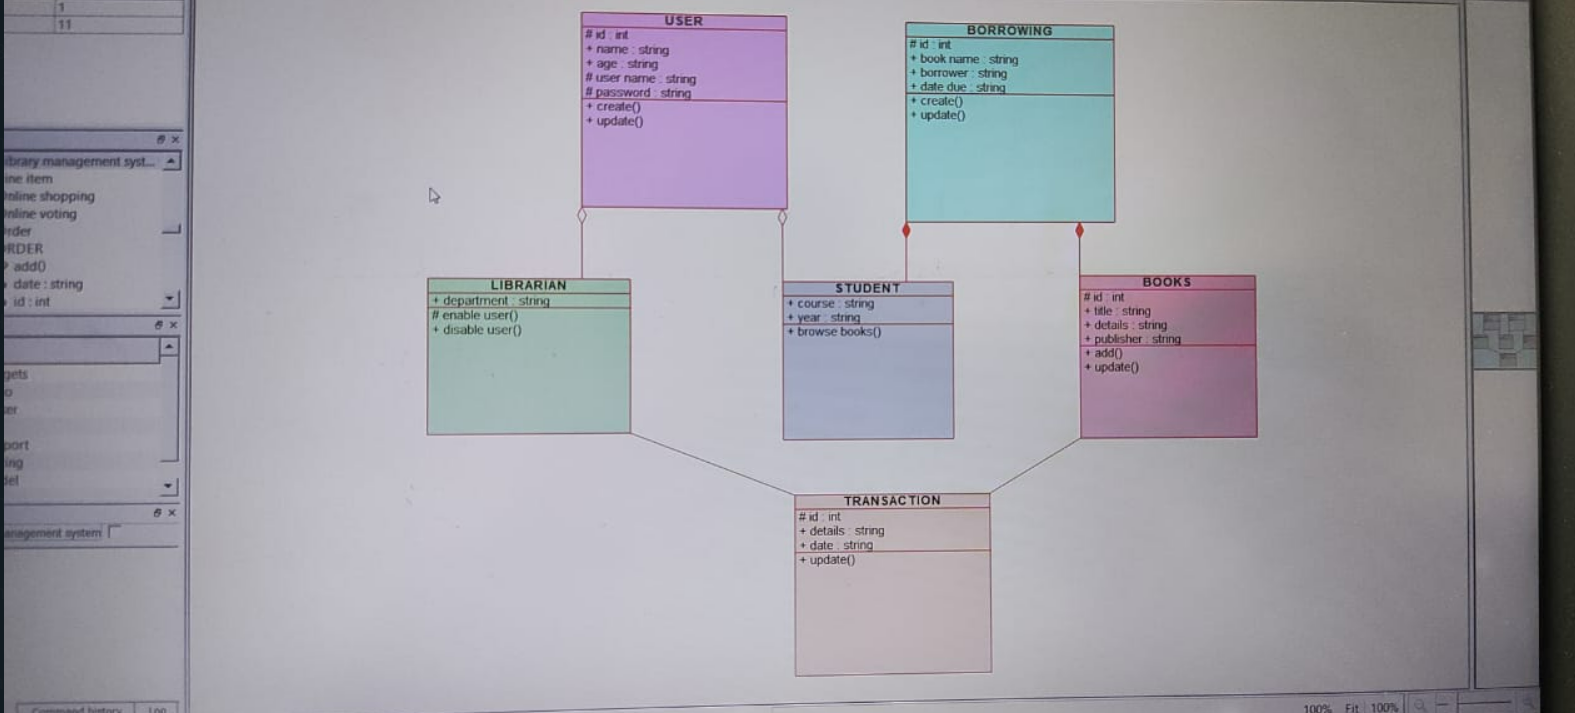 1
11
USER
# id : int
+ name : string
+ age : string
# user name : string
# password : string
+ create()
+ update()
BORROWING
# id : int
+ book name : string
+ borrower : string
+ date due : string
+ create()
+ update()
ibrary management syst...
ine item
nline shopping
nline voting
rder
RDER
add()
date : string
id : int
LIBRARIAN
+ department : string
# enable user()
+ disable user()
STUDENT
+ course : string
+ year : string
+ browse books()
BOOKS
# id : int
+ title : string
+ details : string
+ publisher : string
+ add()
+ update()
gets
o
er
port
ing
del
TRANSACTION
# id : int
+ details : string
+ date : string
+ update()
anagement system
Command history
Log
100% Fit 100%